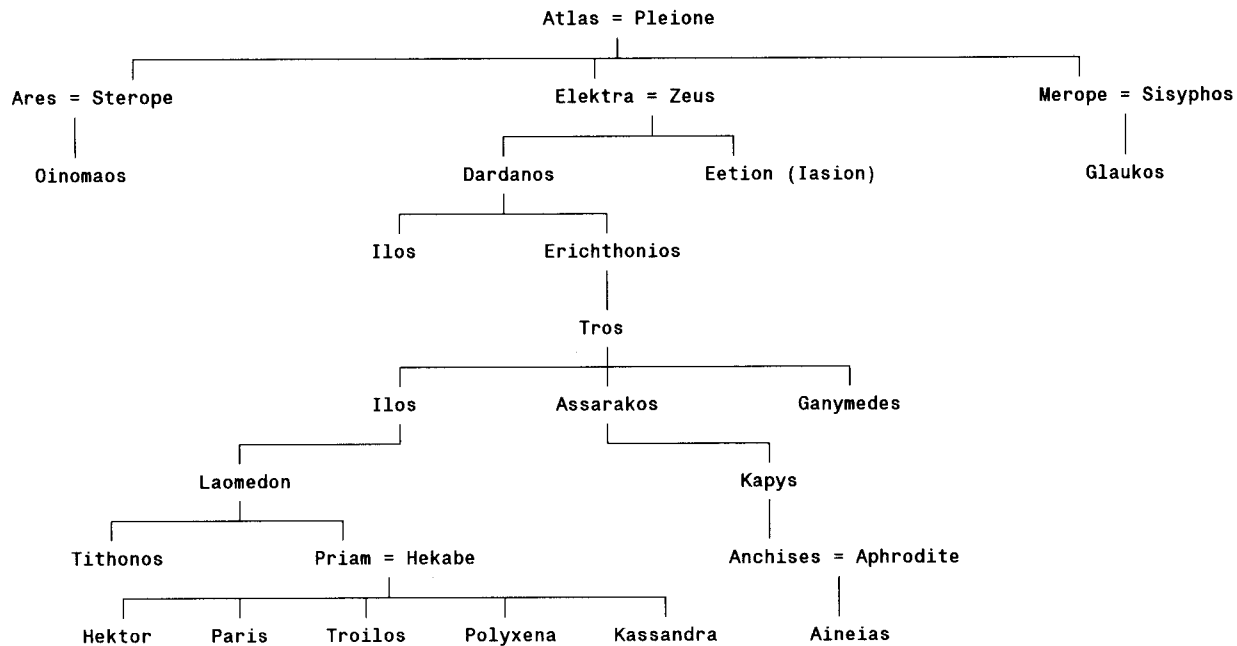 Atlas = Pleione
Ares = Sterope Elektra = Zeus Merope = Sisyphos
Oinomaos Dardanos Eetion (Iasion) Glaukos
Ilos Erichthonios
Tros
Ilos Assarakos Ganymedes
Laomedon Kapys
Tithonos Priam = Hekabe Anchises = Aphrodite
Hektor Paris Troilos Polyxena Kassandra Aineias